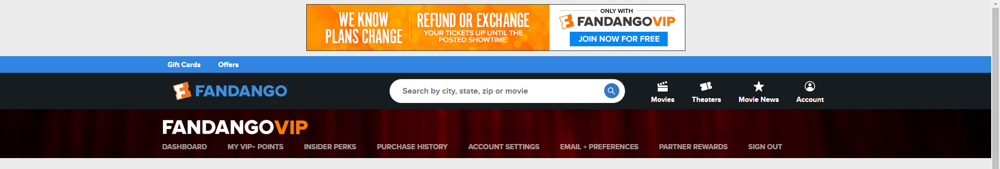 WE KNOW
PLANS CHANGE
REFUND OR EXCHANGE
YOUR TICKETS UP UNTIL THE
POSTED SHOWTIME
ONLY WITH
FANDANGOVIP
JOIN NOW FOR FREE
Gift Cards Offers
FANDANGO Search by city, state, zip or movie Movies Theaters Movie News Account
FANDANGOVIP
DASHBOARD MY VIP+ POINTS INSIDER PERKS PURCHASE HISTORY ACCOUNT SETTINGS EMAIL + PREFERENCES PARTNER REWARDS SIGN OUT